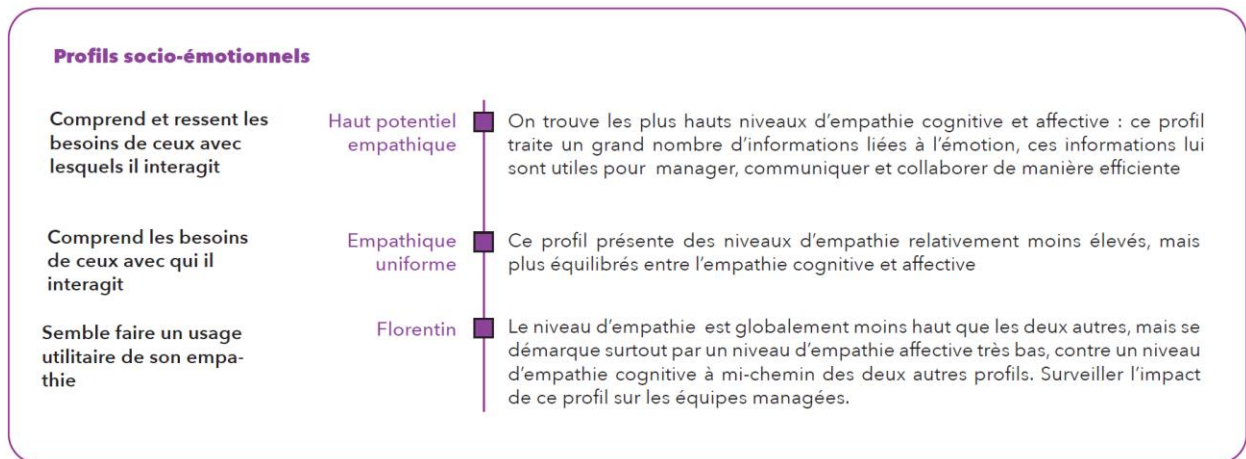 Profils socio-émotionnels
Comprend et ressent les
besoins de ceux avec
lesquels il interagit
Haut potentiel
empathique
On trouve les plus hauts niveaux d'empathie cognitive et affective : ce profil
traite un grand nombre d'informations liées à l'émotion, ces informations lui
sont utiles pour manager, communiquer et collaborer de manière efficiente
Comprend les besoins
de ceux avec qui il
interagit
Empathique
uniforme
Ce profil présente des niveaux d'empathie relativement moins élevés, mais
plus équilibrés entre l'empathie cognitive et affective
Semble faire un usage
utilitaire de son empa-
thie
Florentin
Le niveau d'empathie est globalement moins haut que les deux autres, mais se
démarque surtout par un niveau d'empathie affective très bas, contre un niveau
d'empathie cognitive à mi-chemin des deux autres profils. Surveiller l'impact
de ce profil sur les équipes managées.